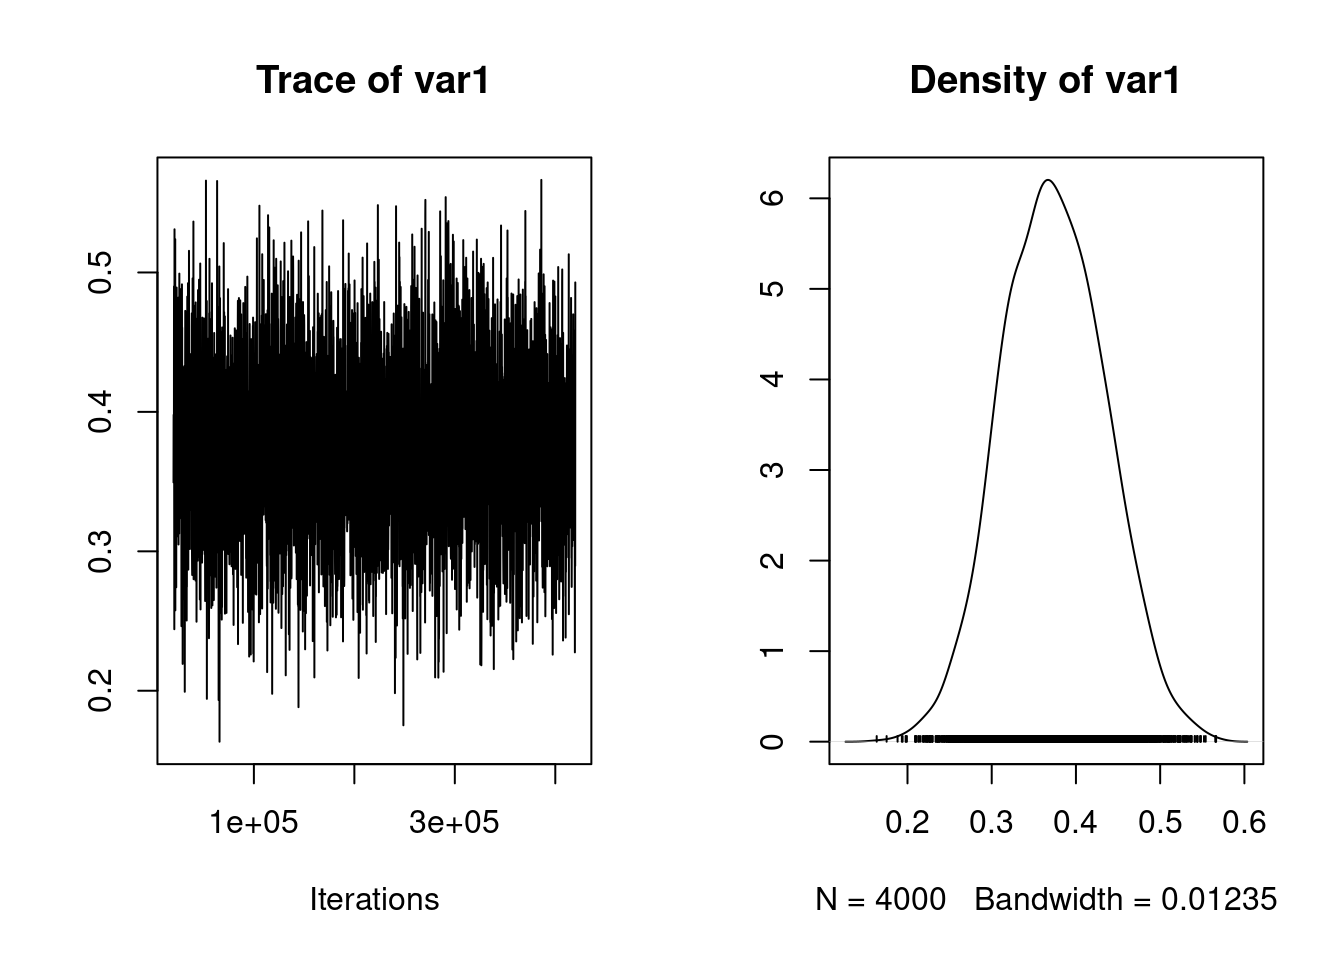 Trace of var1
0.5
0.4
0.3
0.2
1e+05 3e+05
Iterations
Density of var1
6
5
4
3
2
1
0
0.2 0.3 0.4 0.5 0.6
N = 4000 Bandwidth = 0.01235